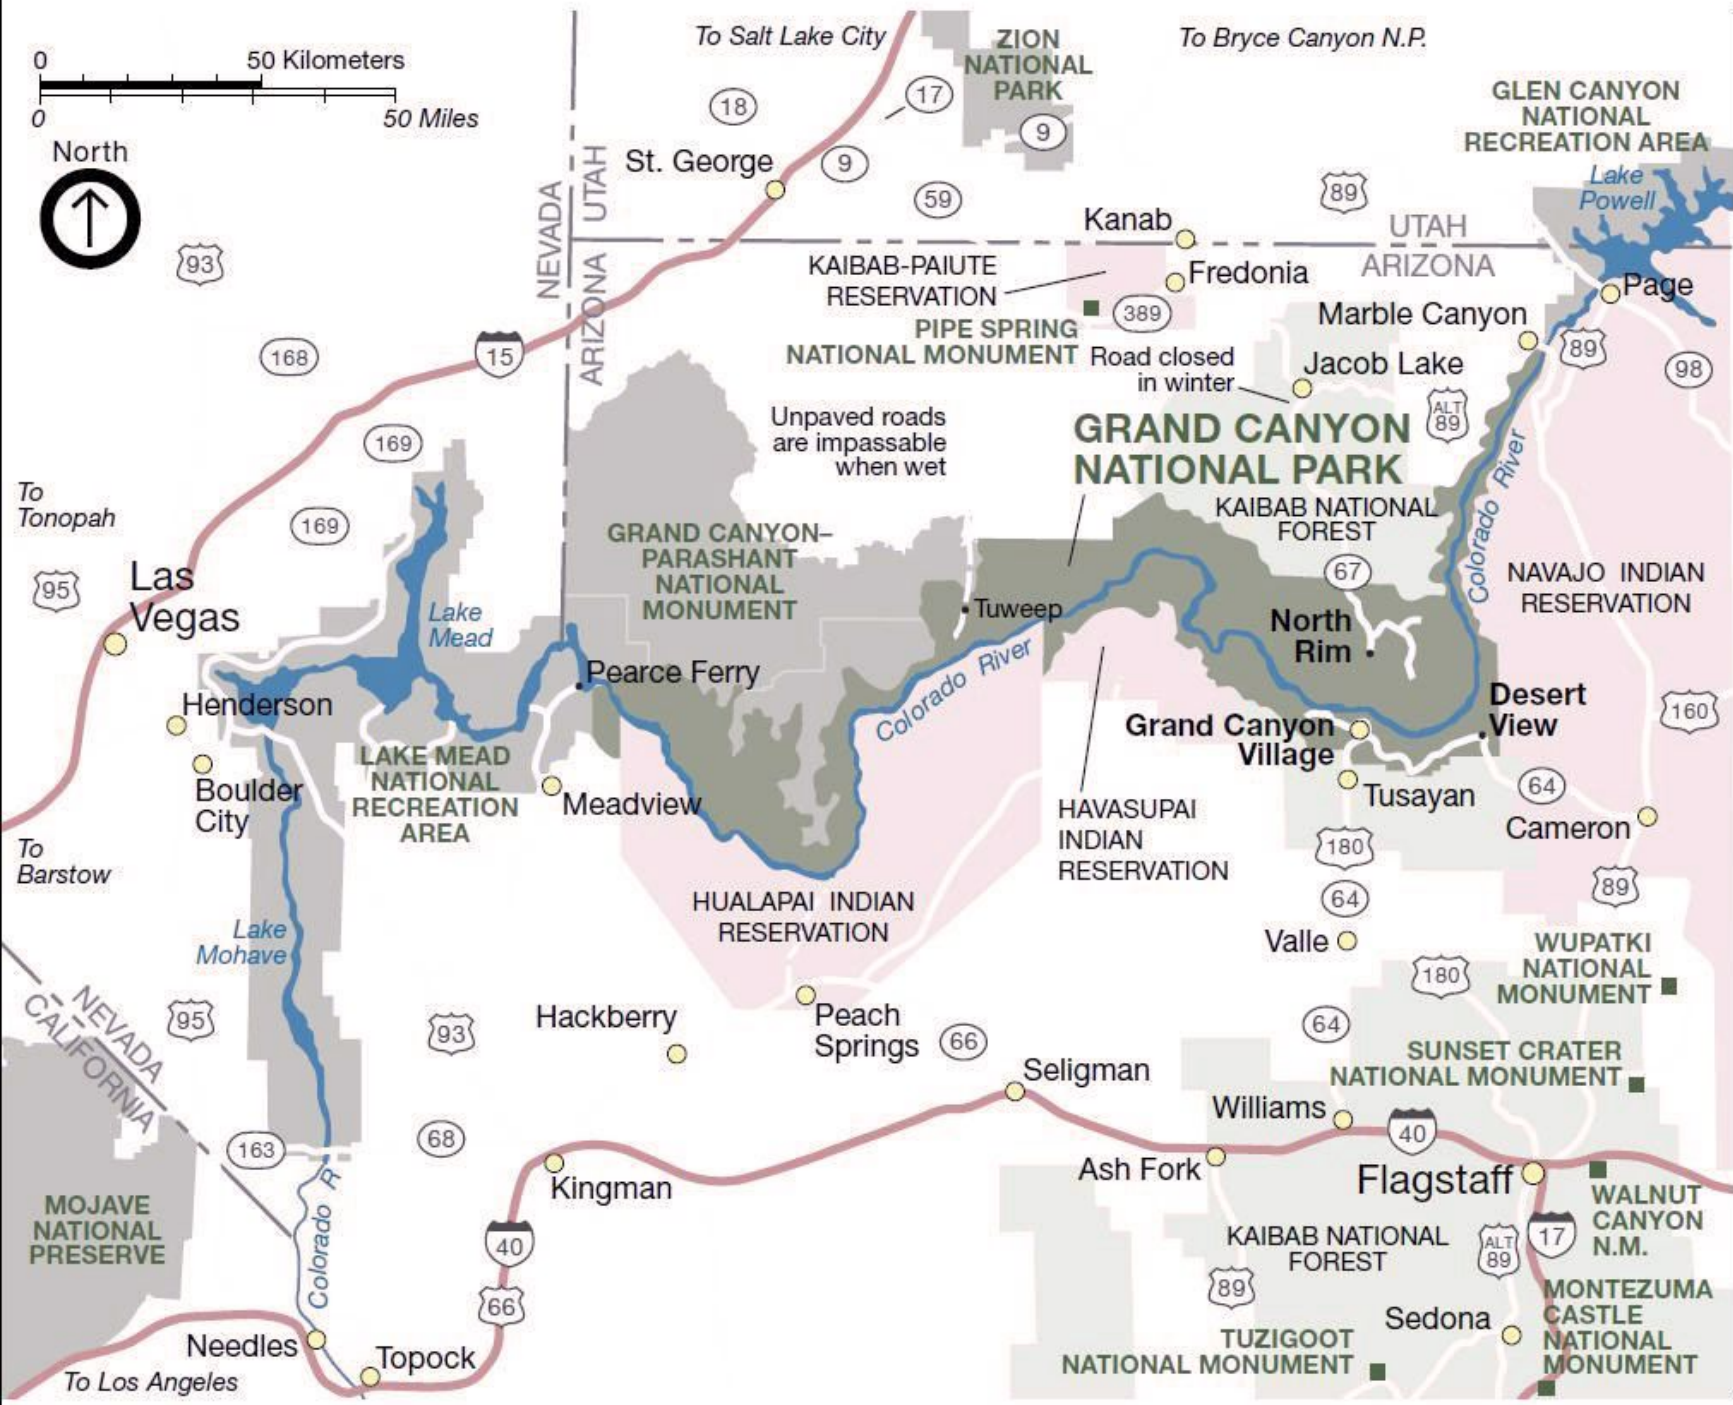 0
50 Kilometers
0
50 Miles
North
To Salt Lake City
ZION
NATIONAL
PARK
To Bryce Canyon N.P.
GLEN CANYON
NATIONAL
RECREATION AREA
Lake
Powell
18
17
9
St. George
9
59
89
NEVADA
UTAH
Kanab
UTAH
ARIZONA
93
KAIBAB-PAIUTE
RESERVATION
Fredonia
Page
ARIZONA
389
PIPE SPRING
NATIONAL MONUMENT
Marble Canyon
168
15
Road closed
in winter
Jacob Lake
89
98
ALT
89
Unpaved roads
are impassable
when wet
GRAND CANYON
NATIONAL PARK
169
Colorado River
To
Tonopah
169
KAIBAB NATIONAL
FOREST
GRAND CANYON–
PARASHANT
NATIONAL
MONUMENT
95
Las
Vegas
67
NAVAJO INDIAN
RESERVATION
Lake
Mead
Tuweep
North
Rim
Colorado River
Pearce Ferry
Henderson
Desert
View
160
Grand Canyon
Village
LAKE MEAD
NATIONAL
RECREATION
AREA
Boulder
City
Meadview
Tusayan
64
Cameron
HAVASUPAI
INDIAN
RESERVATION
To
Barstow
180
89
HUALAPAI INDIAN
RESERVATION
64
Lake
Mohave
Valle
WUPATKI
NATIONAL
MONUMENT
180
NEVADA
CALIFORNIA
95
93
Hackberry
Peach
Springs
66
64
SUNSET CRATER
NATIONAL MONUMENT
Seligman
Williams
40
163
68
Ash Fork
Flagstaff
Kingman
WALNUT
CANYON
N.M.
MOJAVE
NATIONAL
PRESERVE
Colorado R
40
KAIBAB NATIONAL
FOREST
ALT
89
17
66
89
MONTEZUMA
CASTLE
NATIONAL
MONUMENT
Sedona
Needles
Topock
TUZIGOOT
NATIONAL MONUMENT
To Los Angeles